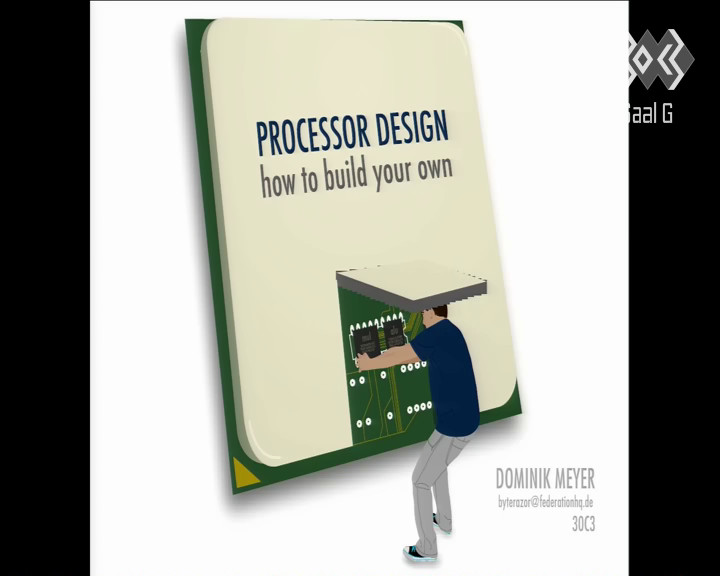 PROCESSOR DESIGN
how to build your own
Saal G
DOMINIK MEYER
byterazor@federationhq.de
30C3